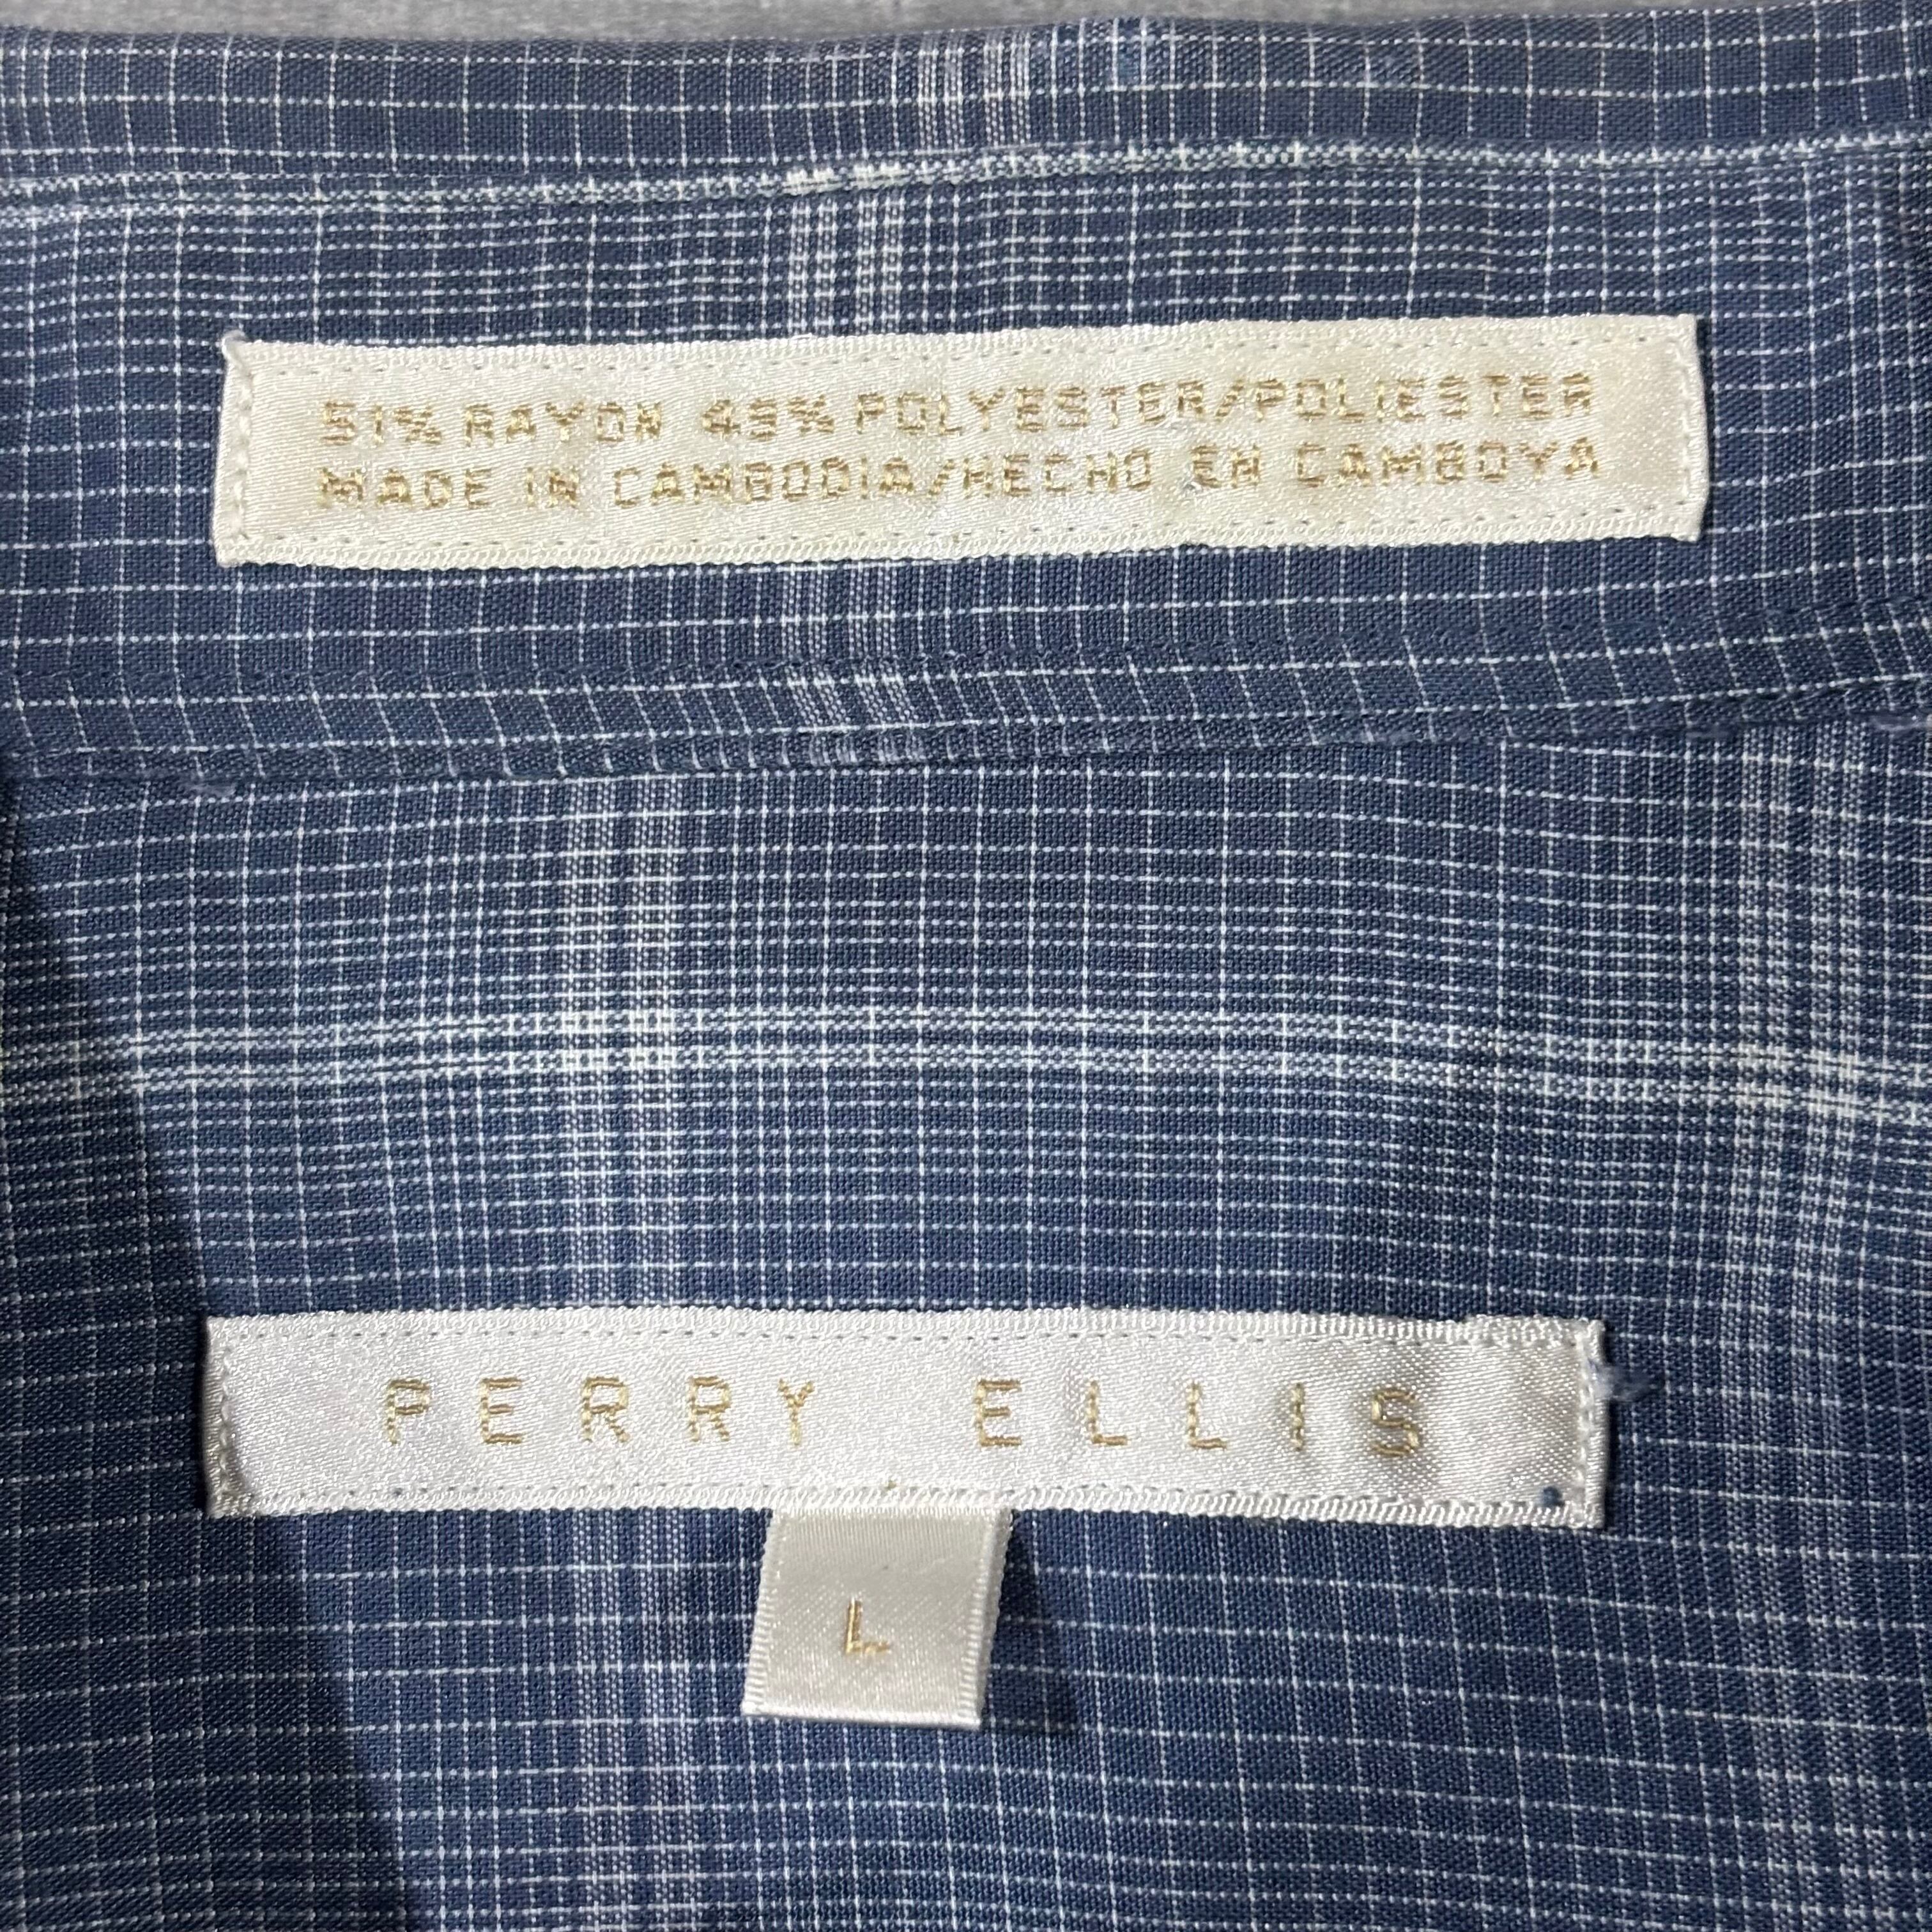 51% RAYON 49% POLYESTER/POLIESTER
MADE IN CAMBODIA/HECHO EN CAMBOYA
PERRY ELLIS
L